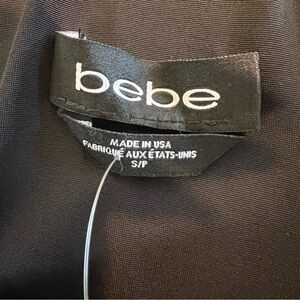 bebe
MADE IN USA
FABRIQUÉ AUX ÉTATS-UNIS
S/P